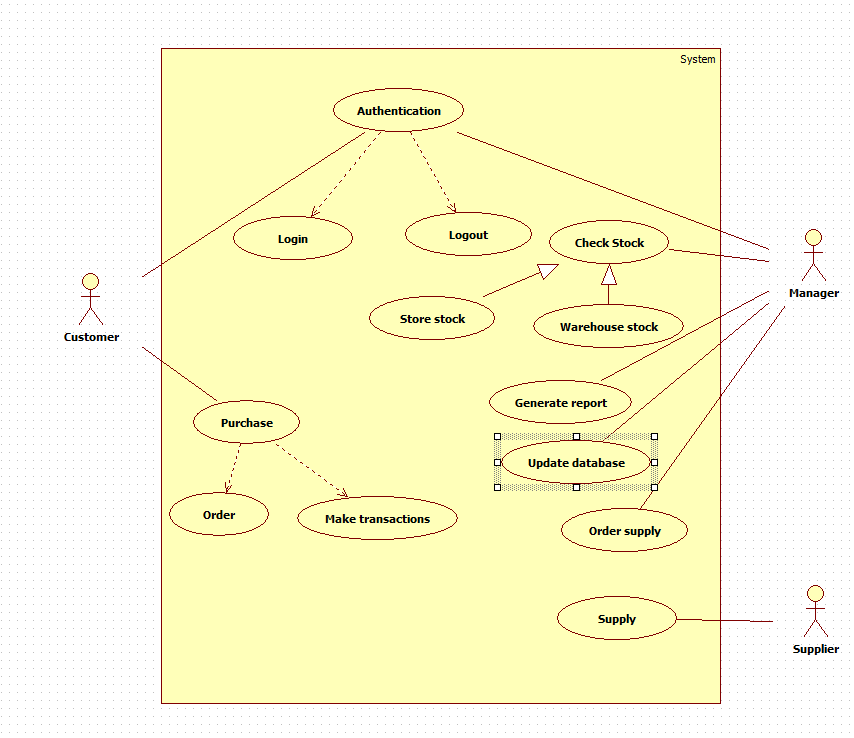 System
Authentication
Login
Logout
Check Stock
Manager
Store stock
Warehouse stock
Customer
Generate report
Purchase
Update database
Order
Make transactions
Order supply
Supply
Supplier